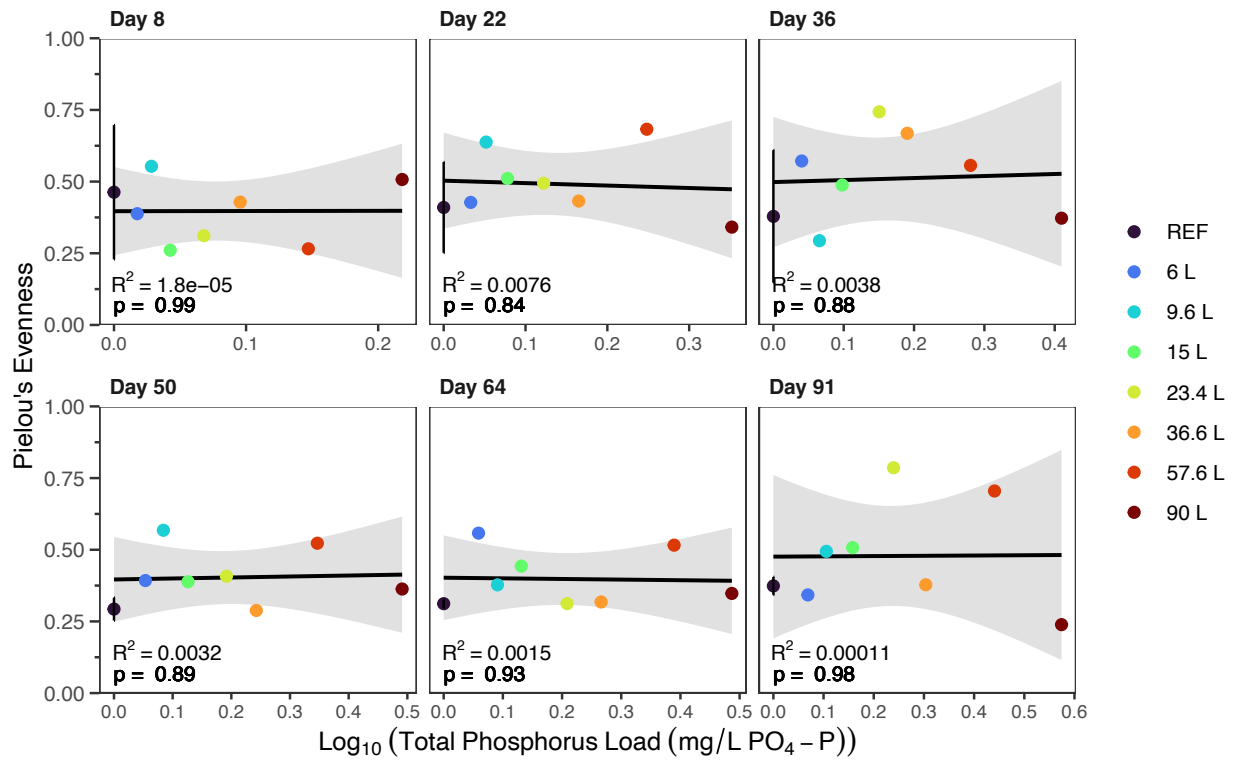 Day 8
Day 22
Day 36
1.00
0.75
0.50
0.25
0.00
R² = 1.8e−05
p = 0.99
R² = 0.0076
p = 0.84
R² = 0.0038
p = 0.88
0.0 0.1 0.2
0.0 0.1 0.2 0.3
0.0 0.1 0.2 0.3 0.4
Day 50
Day 64
Day 91
1.00
0.75
0.50
0.25
0.00
R² = 0.0032
p = 0.89
R² = 0.0015
p = 0.93
R² = 0.00011
p = 0.98
0.0 0.1 0.2 0.3 0.4 0.5
0.0 0.1 0.2 0.3 0.4 0.5
0.0 0.1 0.2 0.3 0.4 0.5 0.6
Pielou's Evenness
Log₁₀ (Total Phosphorus Load (mg/L PO₄ − P))
REF
6 L
9.6 L
15 L
23.4 L
36.6 L
57.6 L
90 L